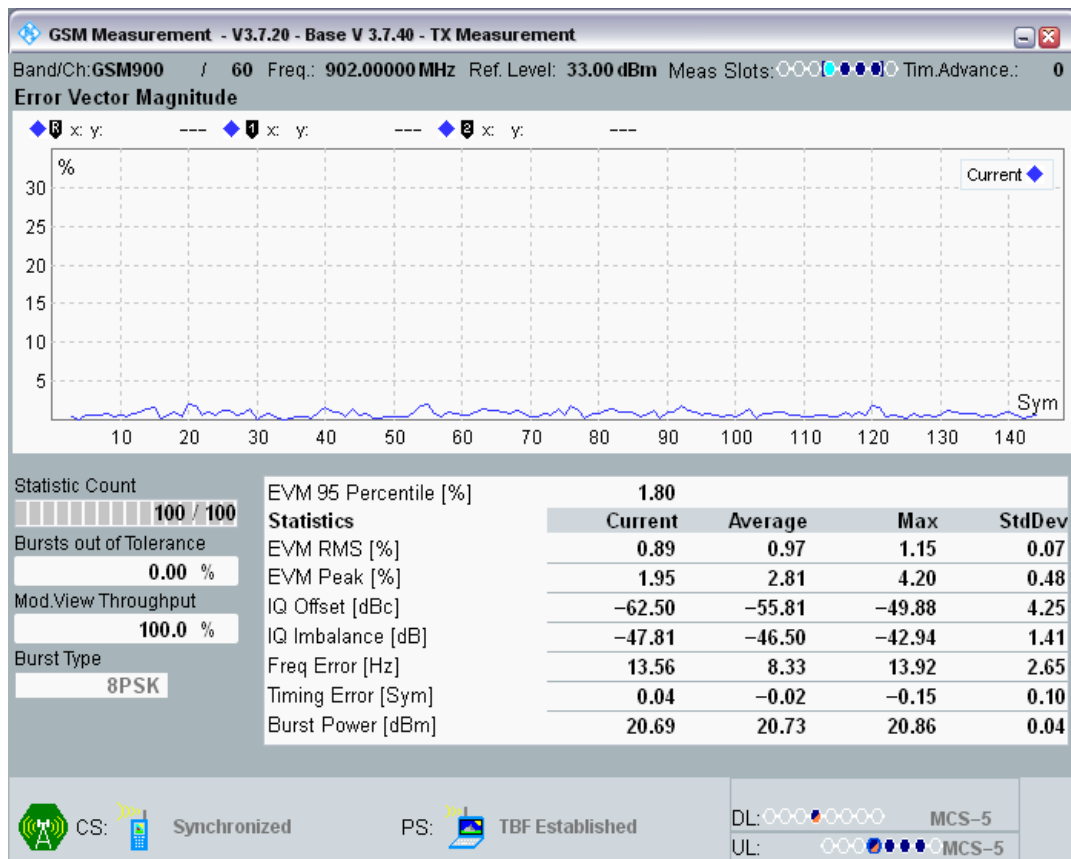 GSM Measurement - V3.7.20 - Base V 3.7.40 - TX Measurement
Band/Ch:GSM900 / 60 Freq.: 902.00000 MHz Ref. Level: 33.00 dBm Meas Slots: Tim.Advance.: 0
Error Vector Magnitude
R x: y: --- 1 x: y: --- 2 x: y: ---
%
Current
30
25
20
15
10
5
Sym
10 20 30 40 50 60 70 80 90 100 110 120 130 140
Statistic Count
100 / 100
Bursts out of Tolerance
0.00 %
Mod.View Throughput
100.0 %
Burst Type
8PSK
EVM 95 Percentile [%] 1.80
Statistics Current Average Max StdDev
EVM RMS [%] 0.89 0.97 1.15 0.07
EVM Peak [%] 1.95 2.81 4.20 0.48
IQ Offset [dBc] −62.50 −55.81 −49.88 4.25
IQ Imbalance [dB] −47.81 −46.50 −42.94 1.41
Freq Error [Hz] 13.56 8.33 13.92 2.65
Timing Error [Sym] 0.04 −0.02 −0.15 0.10
Burst Power [dBm] 20.69 20.73 20.86 0.04
CS: Synchronized PS: TBF Established
DL: MCS−5
UL: MCS−5